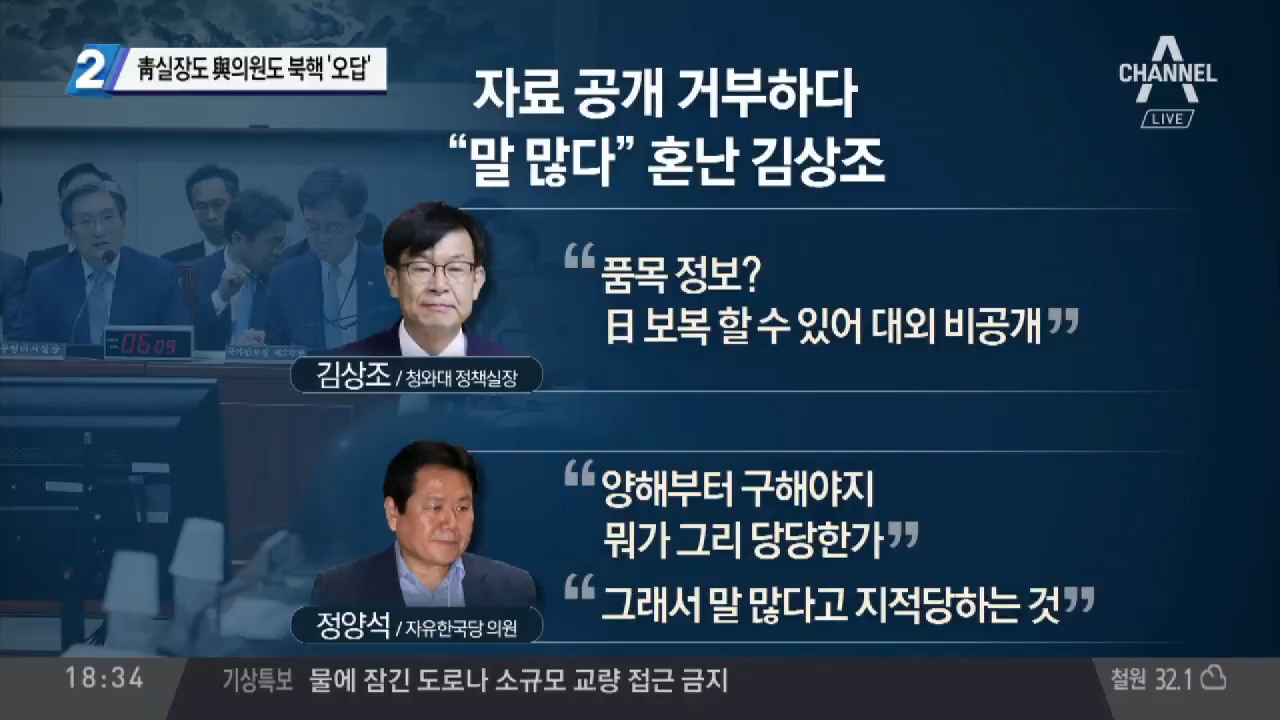 2
靑실장도 與의원도 북핵 '오답'
CHANNEL A
LIVE
자료 공개 거부하다
“말 많다” 혼난 김상조
“품목 정보?
日 보복 할 수 있어 대외 비공개”
김상조 / 청와대 정책실장
“양해부터 구해야지
뭐가 그리 당당한가”
“그래서 말 많다고 지적당하는 것”
정양석 / 자유한국당 의원
06 09
18:34
기상특보 물에 잠긴 도로나 소규모 교량 접근 금지
철원 32.1